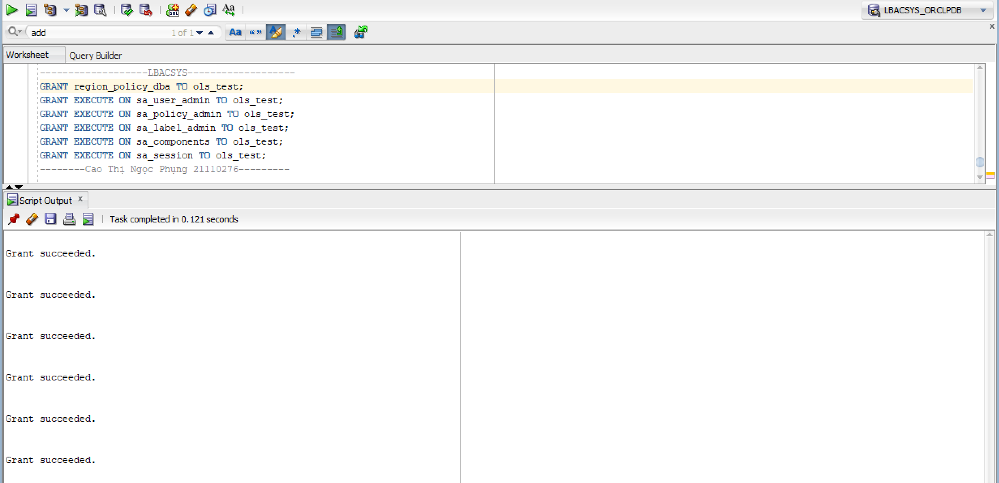 LBACSYS_ORCLPDB
add 1 of 1 Aa “ ” .*
Worksheet Query Builder
-------------------LBACSYS-------------------
GRANT region_policy_dba TO ols_test;
GRANT EXECUTE ON sa_user_admin TO ols_test;
GRANT EXECUTE ON sa_policy_admin TO ols_test;
GRANT EXECUTE ON sa_label_admin TO ols_test;
GRANT EXECUTE ON sa_components TO ols_test;
GRANT EXECUTE ON sa_session TO ols_test;
--------Cao Thị Ngọc Phụng 21110276---------
Script Output x
Task completed in 0.121 seconds
Grant succeeded.
Grant succeeded.
Grant succeeded.
Grant succeeded.
Grant succeeded.
Grant succeeded.